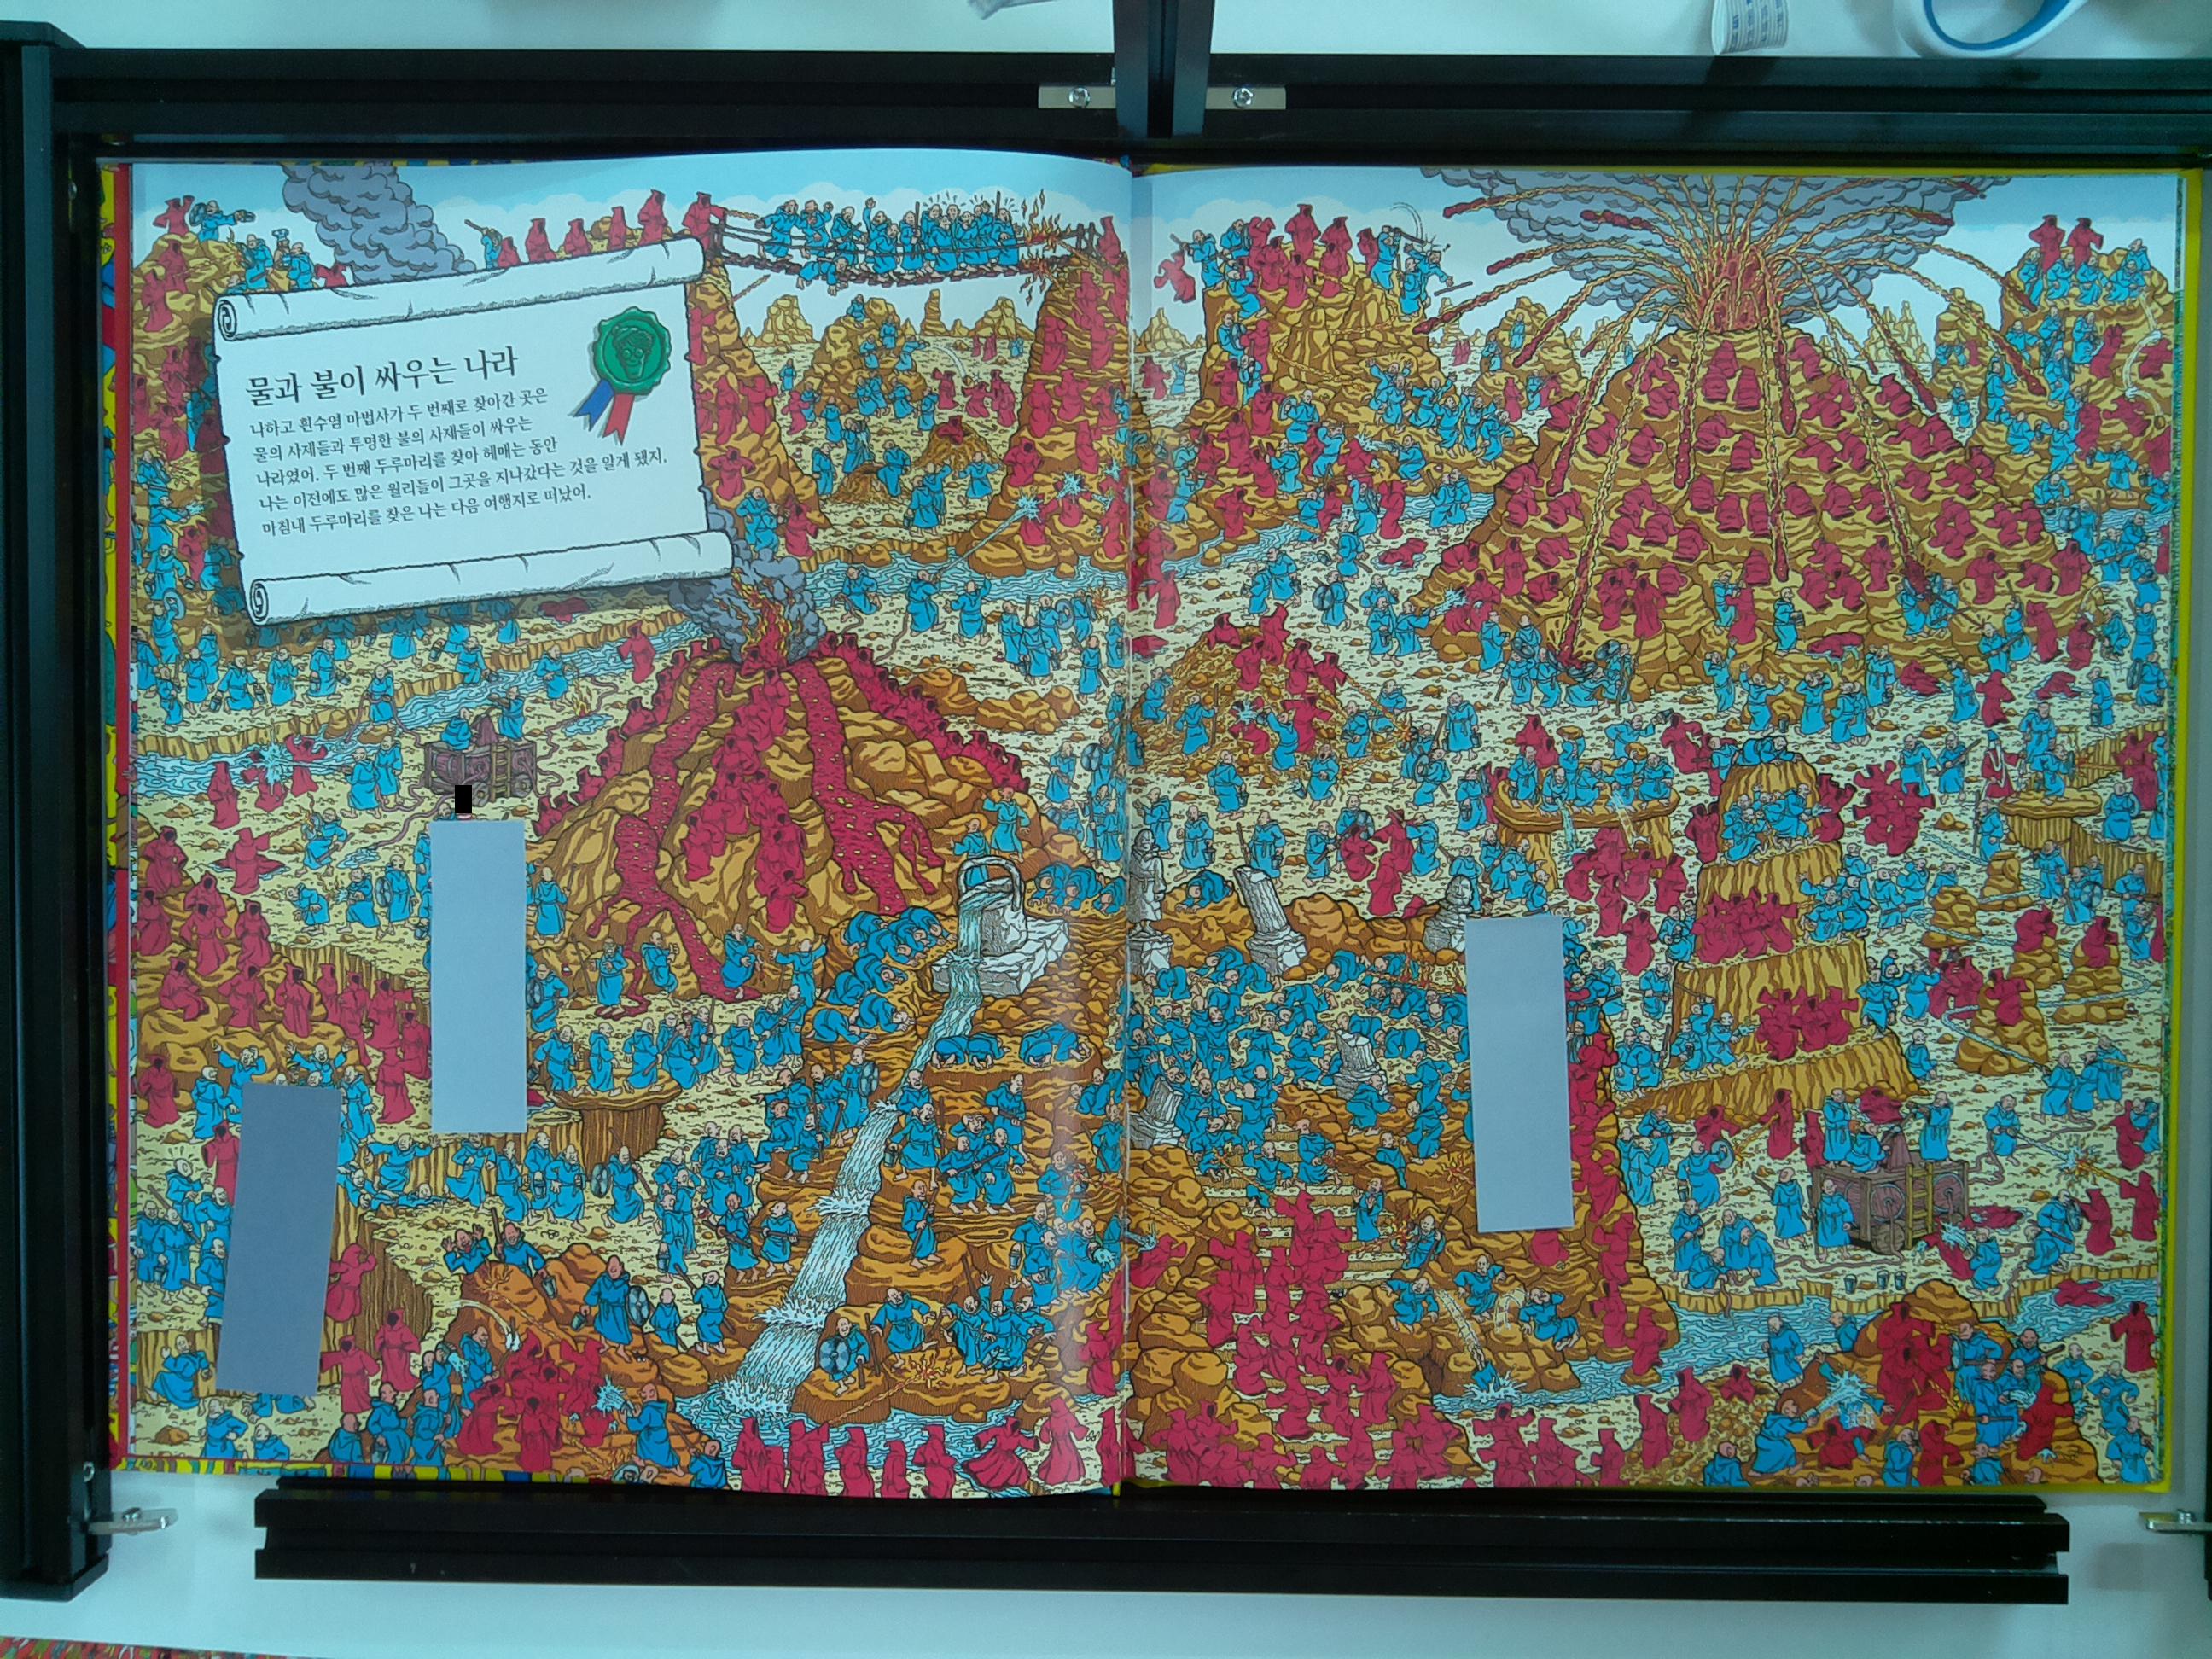 물과 불이 싸우는 나라
나하고 흰수염 마법사가 두 번째로 찾아간 곳은
물의 사제들과 투명한 불의 사제들이 싸우는
나라였어. 두 번째 두루마리를 찾아 헤매는 동안
나는 이전에도 많은 월리들이 그곳을 지나갔다는 것을 알게 됐지.
마침내 두루마리를 찾은 나는 다음 여행지로 떠났어.